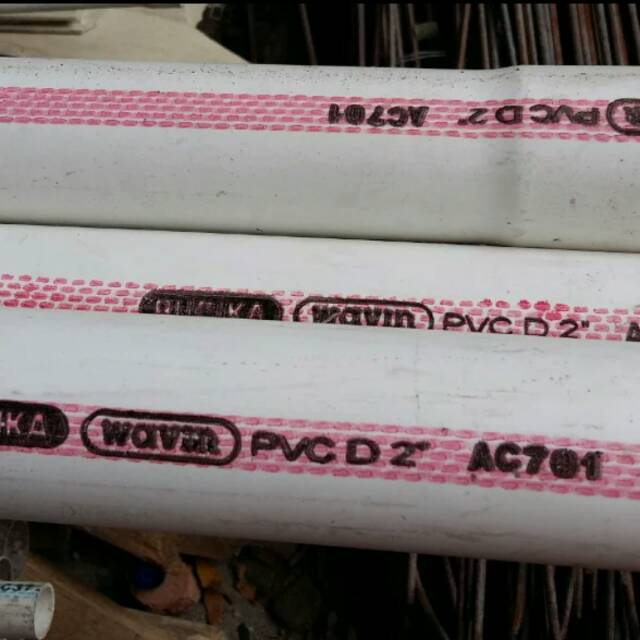 AC701 PVC D 2"
wavin PVC D 2"
KA wavin PVC D 2" AC701